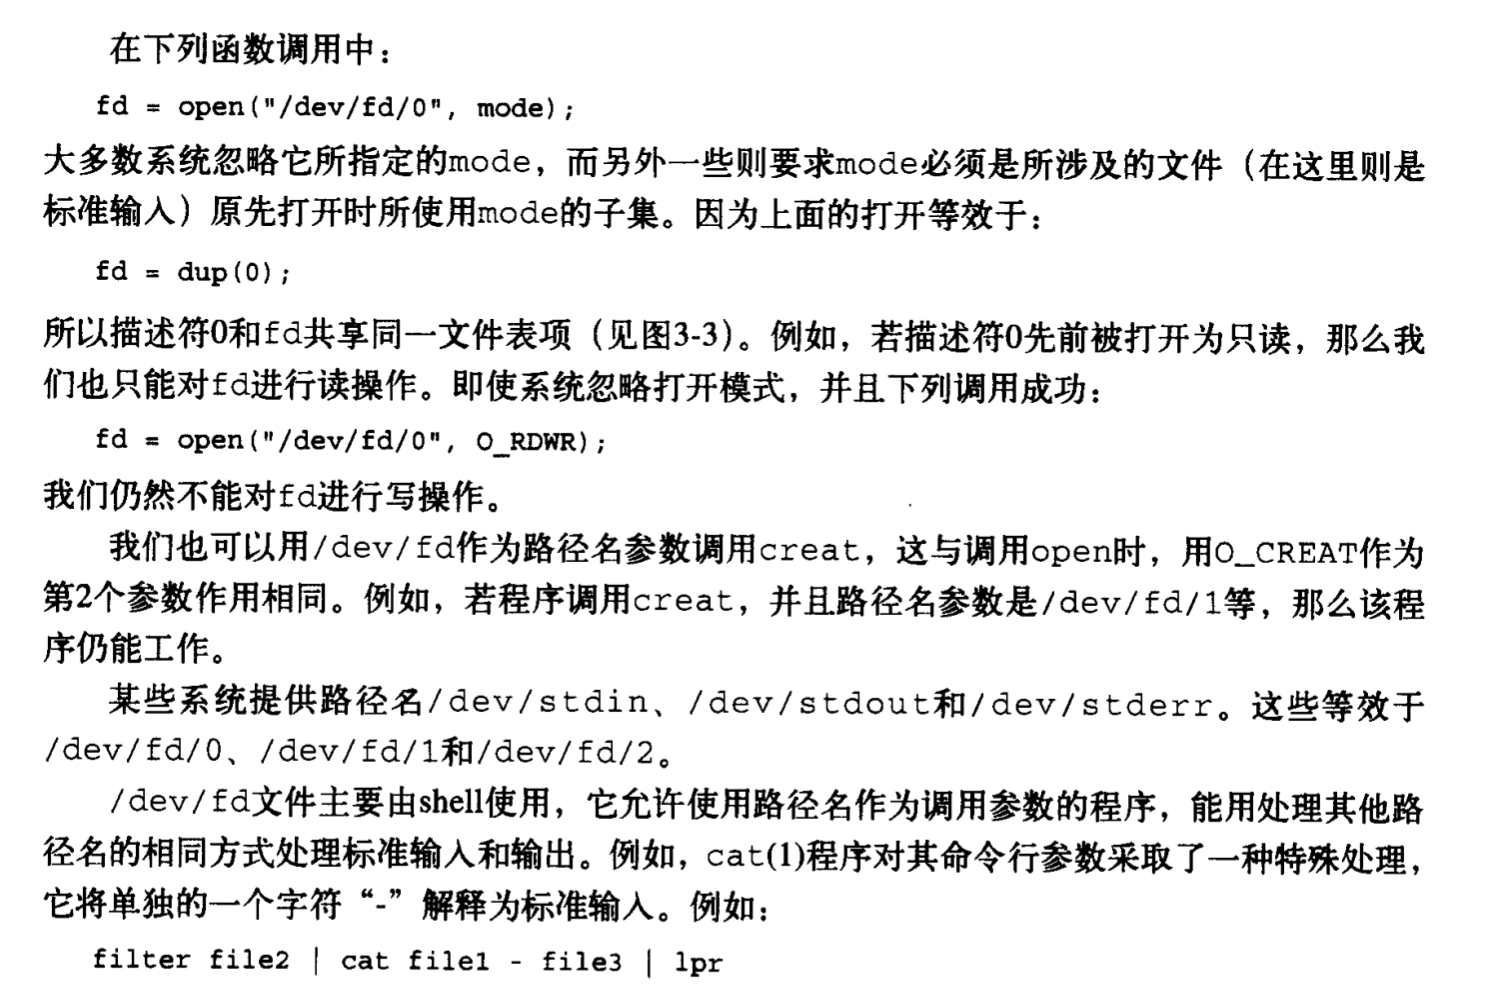 在下列函数调用中：
fd = open("/dev/fd/0", mode);
大多数系统忽略它所指定的mode，而另外一些则要求mode必须是所涉及的文件（在这里则是
标准输入）原先打开时所使用mode的子集。因为上面的打开等效于：
fd = dup(0);
所以描述符0和fd共享同一文件表项（见图3-3）。例如，若描述符0先前被打开为只读，那么我
们也只能对fd进行读操作。即使系统忽略打开模式，并且下列调用成功：
fd = open("/dev/fd/0", O_RDWR);
我们仍然不能对fd进行写操作。
我们也可以用/dev/fd作为路径名参数调用creat，这与调用open时，用O_CREAT作为
第2个参数作用相同。例如，若程序调用creat，并且路径名参数是/dev/fd/1等，那么该程
序仍能工作。
某些系统提供路径名/dev/stdin、/dev/stdout和/dev/stderr。这些等效于
/dev/fd/0、/dev/fd/1和/dev/fd/2。
/dev/fd文件主要由shell使用，它允许使用路径名作为调用参数的程序，能用处理其他路
径名的相同方式处理标准输入和输出。例如，cat(1)程序对其命令行参数采取了一种特殊处理，
它将单独的一个字符“-”解释为标准输入。例如：
filter file2 | cat file1 - file3 | lpr